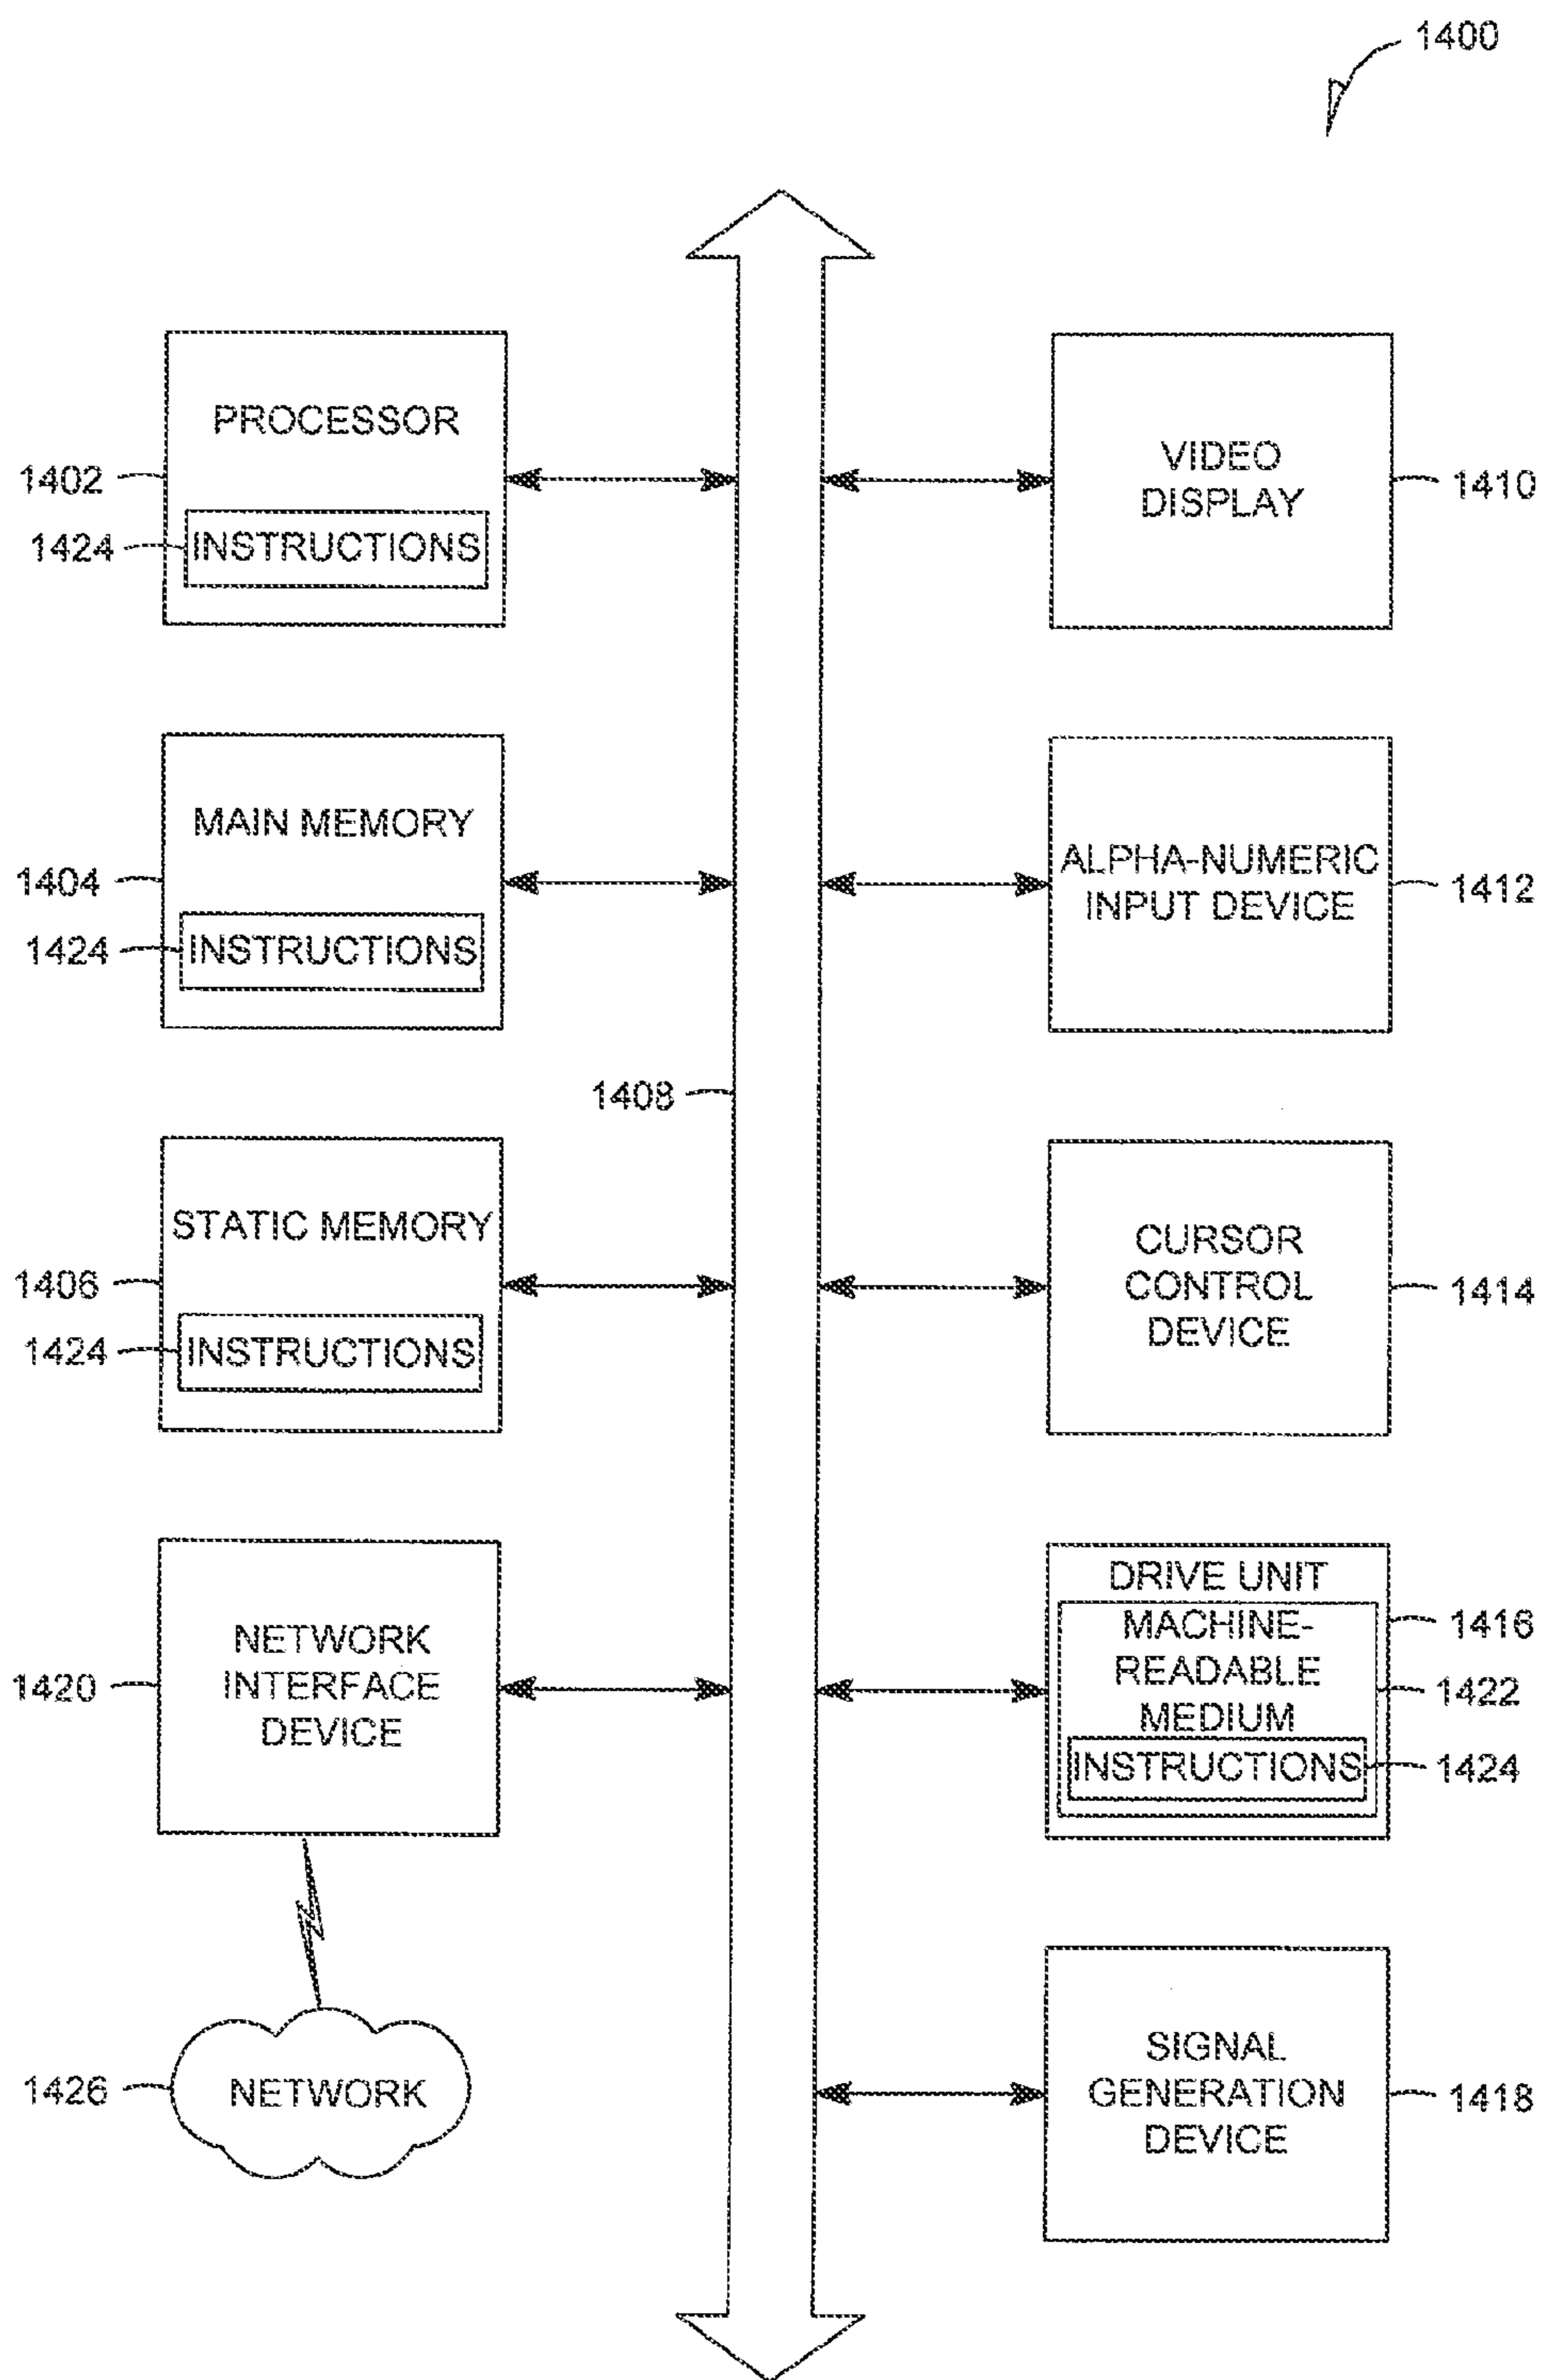 1400
PROCESSOR
1402
1424
INSTRUCTIONS
VIDEO
DISPLAY
1410
MAIN MEMORY
1404
1424
INSTRUCTIONS
ALPHA-NUMERIC
INPUT DEVICE
1412
1408
STATIC MEMORY
1406
1424
INSTRUCTIONS
CURSOR
CONTROL
DEVICE
1414
NETWORK
INTERFACE
DEVICE
1420
DRIVE UNIT
1416
MACHINE-
READABLE
MEDIUM
1422
INSTRUCTIONS
1424
1426
NETWORK
SIGNAL
GENERATION
DEVICE
1418